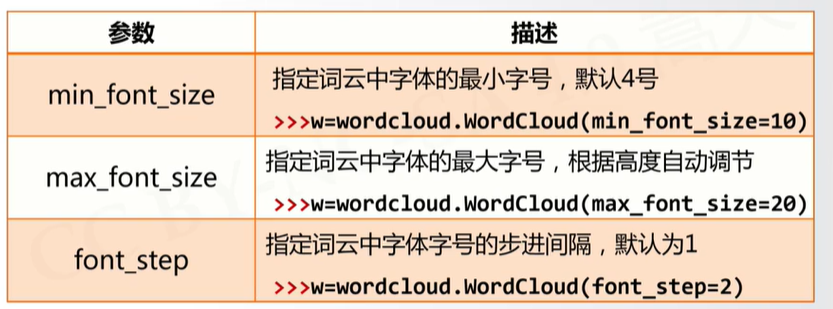 参数 描述
min_font_size
指定词云中字体的最小字号，默认4号
>>>w=wordcloud.WordCloud(min_font_size=10)
max_font_size
指定词云中字体的最大字号，根据高度自动调节
>>>w=wordcloud.WordCloud(max_font_size=20)
font_step
指定词云中字体字号的步进间隔，默认为1
>>>w=wordcloud.WordCloud(font_step=2)